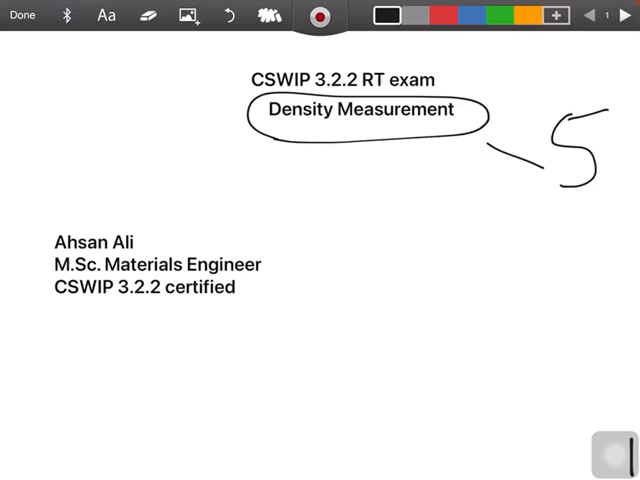 Done Aa 1
CSWIP 3.2.2 RT exam
Density Measurement
5
Ahsan Ali
M.Sc. Materials Engineer
CSWIP 3.2.2 certified